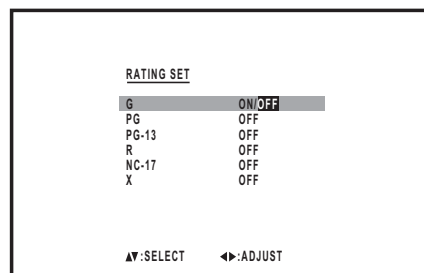 RATING SET
G ON/OFF
PG OFF
PG-13 OFF
R OFF
NC-17 OFF
X OFF
▲▼:SELECT ◀▶:ADJUST